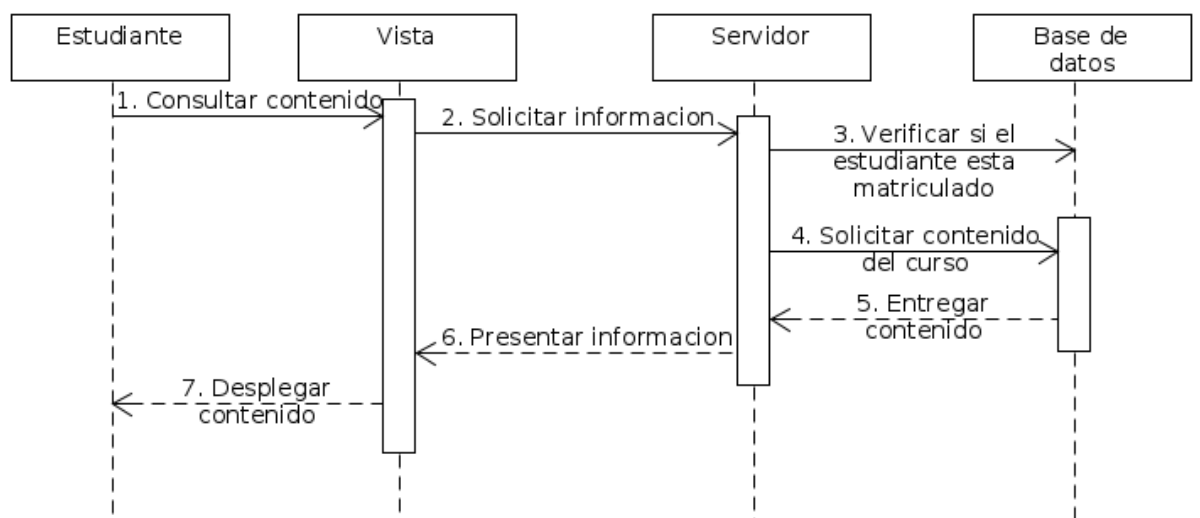 Estudiante
Vista
Servidor
Base de
datos
1. Consultar contenido
2. Solicitar informacion
3. Verificar si el
estudiante esta
matriculado
4. Solicitar contenido
del curso
5. Entregar
contenido
6. Presentar informacion
7. Desplegar
contenido